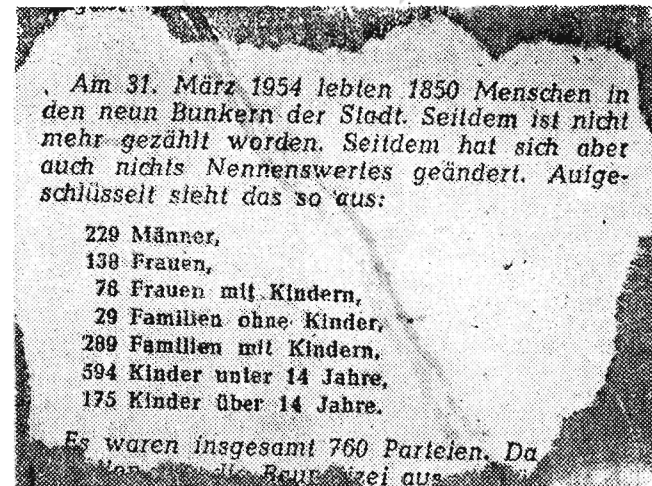 Am 31. März 1954 lebten 1850 Menschen in
den neun Bunkern der Stadt. Seitdem ist nicht
mehr gezählt worden. Seitdem hat sich aber
auch nichts Nennenswertes geändert. Aufge-
schlüsselt sieht das so aus:
229 Männer,
138 Frauen,
78 Frauen mit Kindern,
29 Familien ohne Kinder,
289 Familien mit Kindern,
594 Kinder unter 14 Jahre,
175 Kinder über 14 Jahre.
Es waren insgesamt 760 Parteien. Da
die aus